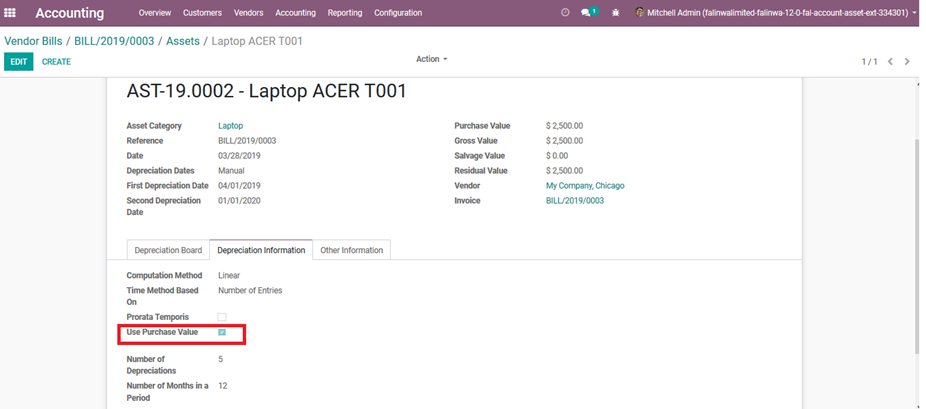 Accounting Overview Customers Vendors Accounting Reporting Configuration 1 Mitchell Admin (falinwalimited-falinwa-12-0-fal-account-asset-ext-334301)
Vendor Bills / BILL/2019/0003 / Assets / Laptop ACER T001
EDIT CREATE Action 1 / 1
AST-19.0002 - Laptop ACER T001
Asset Category Laptop Purchase Value $ 2,500.00
Reference BILL/2019/0003 Gross Value $ 2,500.00
Date 03/28/2019 Salvage Value $ 0.00
Depreciation Dates Manual Residual Value $ 2,500.00
First Depreciation Date 04/01/2019 Vendor My Company, Chicago
Second Depreciation 01/01/2020 Invoice BILL/2019/0003
Date
Depreciation Board Depreciation Information Other Information
Computation Method Linear
Time Method Based Number of Entries
On
Prorata Temporis
Use Purchase Value
Number of 5
Depreciations
Number of Months in a 12
Period